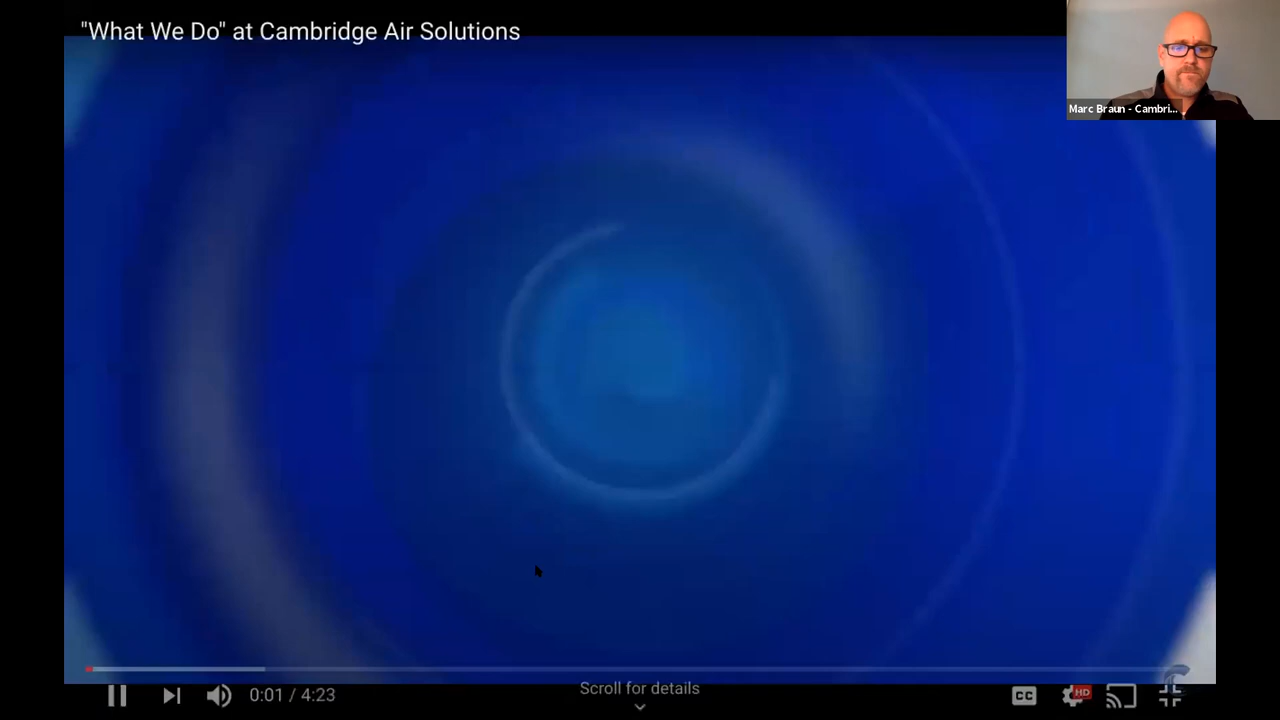 "What We Do" at Cambridge Air Solutions
Marc Braun - Cambri...
0:01 / 4:23
Scroll for details
CC
HD